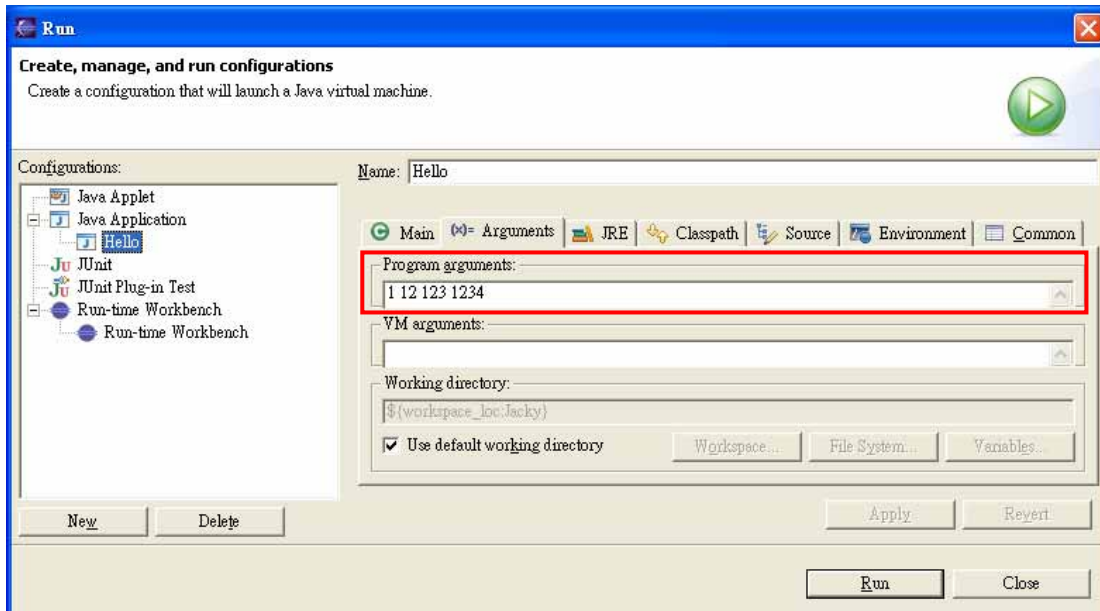 Run
Create, manage, and run configurations
Create a configuration that will launch a Java virtual machine.
Configurations:
Java Applet
Java Application
Hello
JUnit
JUnit Plug-in Test
Run-time Workbench
Run-time Workbench
New Delete
Name: Hello
Main (x)= Arguments JRE Classpath Source Environment Common
Program arguments:
1 12 123 1234
VM arguments:
Working directory:
${workspace_loc:Jacky}
Use default working directory Workspace... File System... Variables...
Apply Revert
Run Close